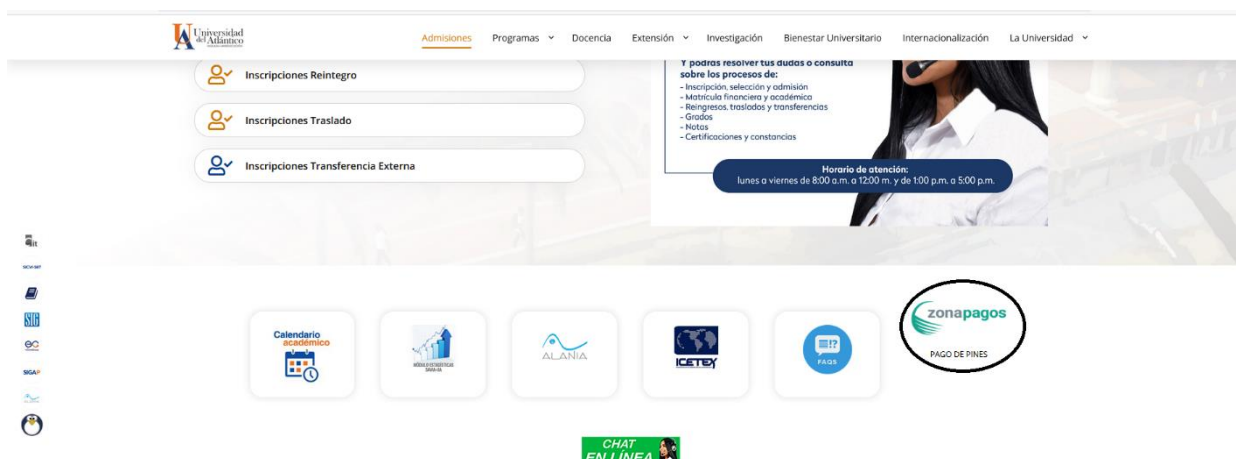 Universidad
del Atlántico
Admisiones Programas Docencia Extensión Investigación Bienestar Universitario Internacionalización La Universidad
Inscripciones Reintegro
Inscripciones Traslado
Inscripciones Transferencia Externa
Y podrás resolver tus dudas o consulta
sobre los procesos de:
- Inscripción, selección y admisión
- Matrícula financiera y académica
- Reingresos, traslados y transferencias
- Grados
- Notas
- Certificaciones y constancias
Horario de atención:
lunes a viernes de 8:00 a.m. a 12:00 m. y de 1:00 p.m. a 5:00 p.m.
SIG
SIGAP
Calendario
académico
ALANIA
ICETEX
!?
FAQS
zonapagos
PAGO DE PINES
CHAT
EN LÍNEA